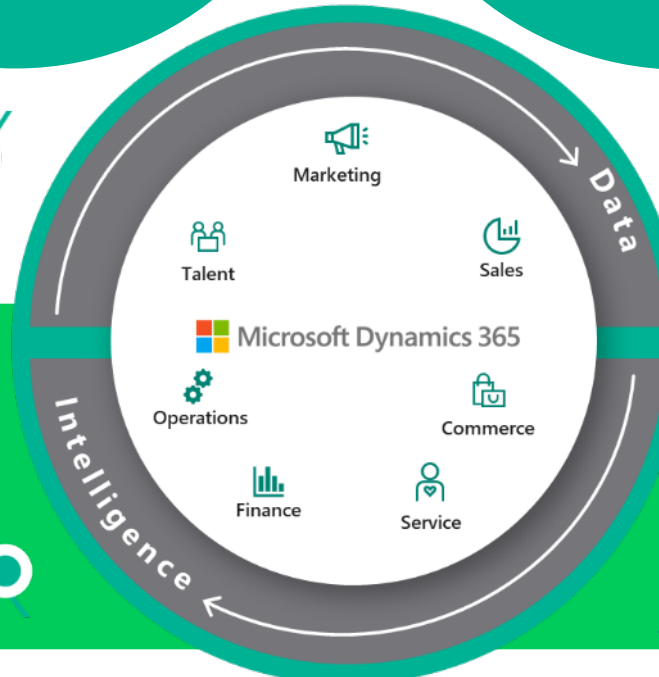 Marketing
Data
Talent
Sales
Microsoft Dynamics 365
Operations
Commerce
Intelligence
Finance
Service